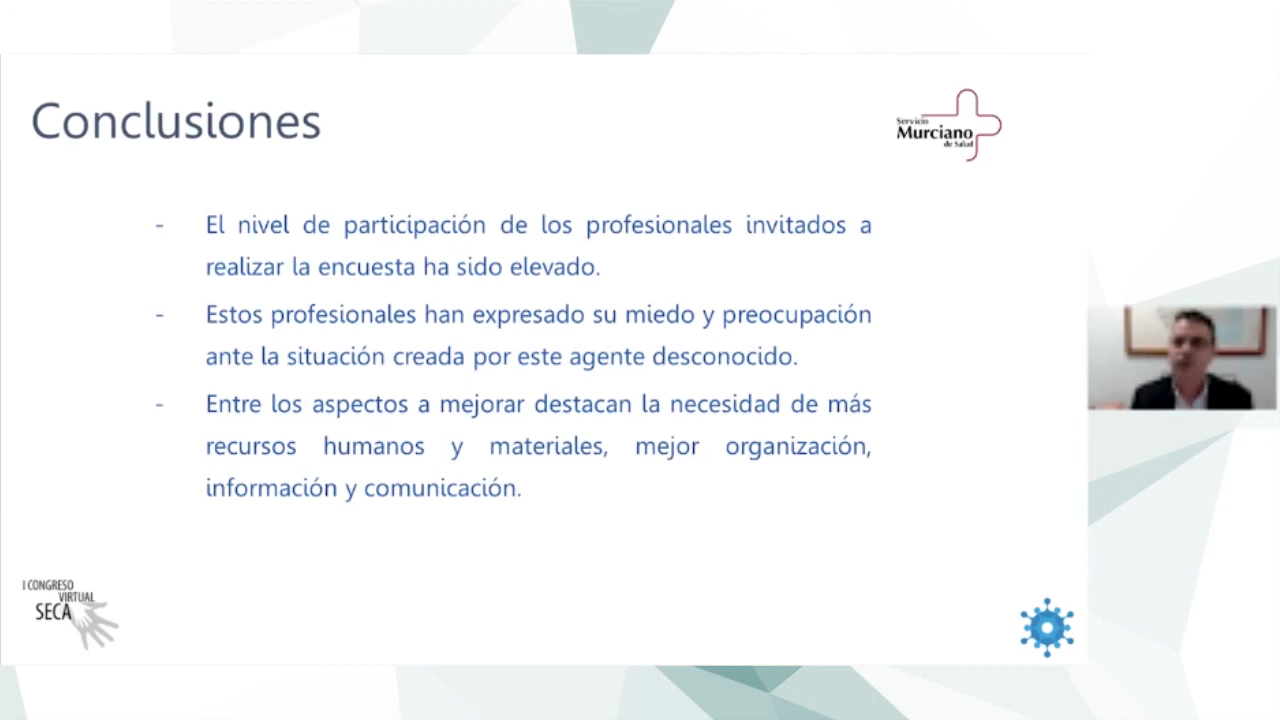 Conclusiones
Servicio
Murciano
de Salud
- El nivel de participación de los profesionales invitados a
realizar la encuesta ha sido elevado.
- Estos profesionales han expresado su miedo y preocupación
ante la situación creada por este agente desconocido.
- Entre los aspectos a mejorar destacan la necesidad de más
recursos humanos y materiales, mejor organización,
información y comunicación.
I CONGRESO
VIRTUAL
SECA